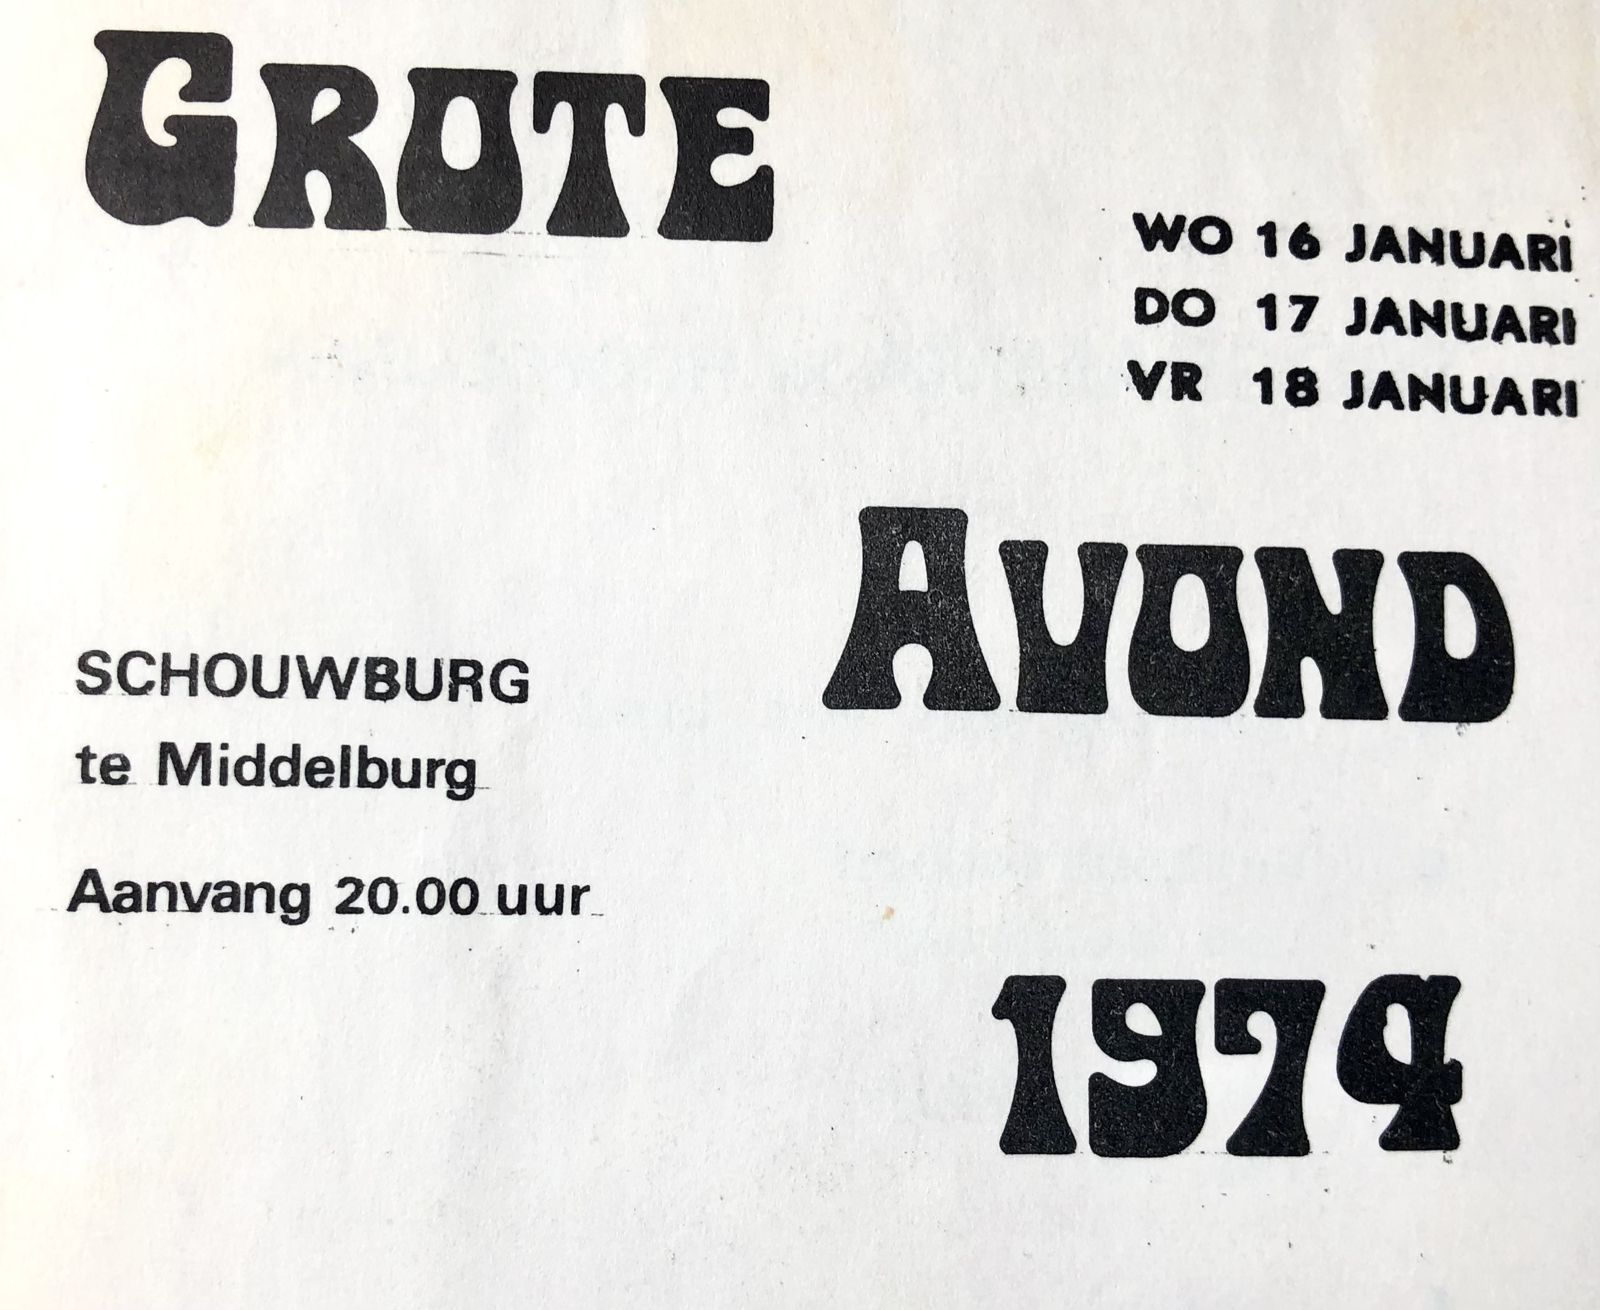 GROTE
WO 16 JANUARI
DO 17 JANUARI
VR 18 JANUARI
AVOND
SCHOUWBURG
te Middelburg
Aanvang 20.00 uur
1974